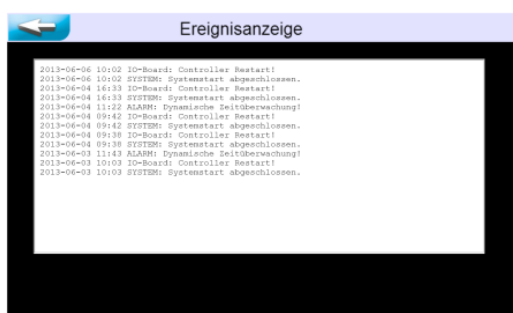 Ereignisanzeige
2013-06-06 10:02 IO-Board: Controller Restart!
2013-06-06 10:02 SYSTEM: Systemstart abgeschlossen.
2013-06-04 16:33 IO-Board: Controller Restart!
2013-06-04 16:33 SYSTEM: Systemstart abgeschlossen.
2013-06-04 11:22 ALARM: Dynamische Zeitüberwachung!
2013-06-04 09:42 IO-Board: Controller Restart!
2013-06-04 09:42 SYSTEM: Systemstart abgeschlossen.
2013-06-04 09:38 IO-Board: Controller Restart!
2013-06-04 09:38 SYSTEM: Systemstart abgeschlossen.
2013-06-03 11:43 ALARM: Dynamische Zeitüberwachung!
2013-06-03 10:03 IO-Board: Controller Restart!
2013-06-03 10:03 SYSTEM: Systemstart abgeschlossen.